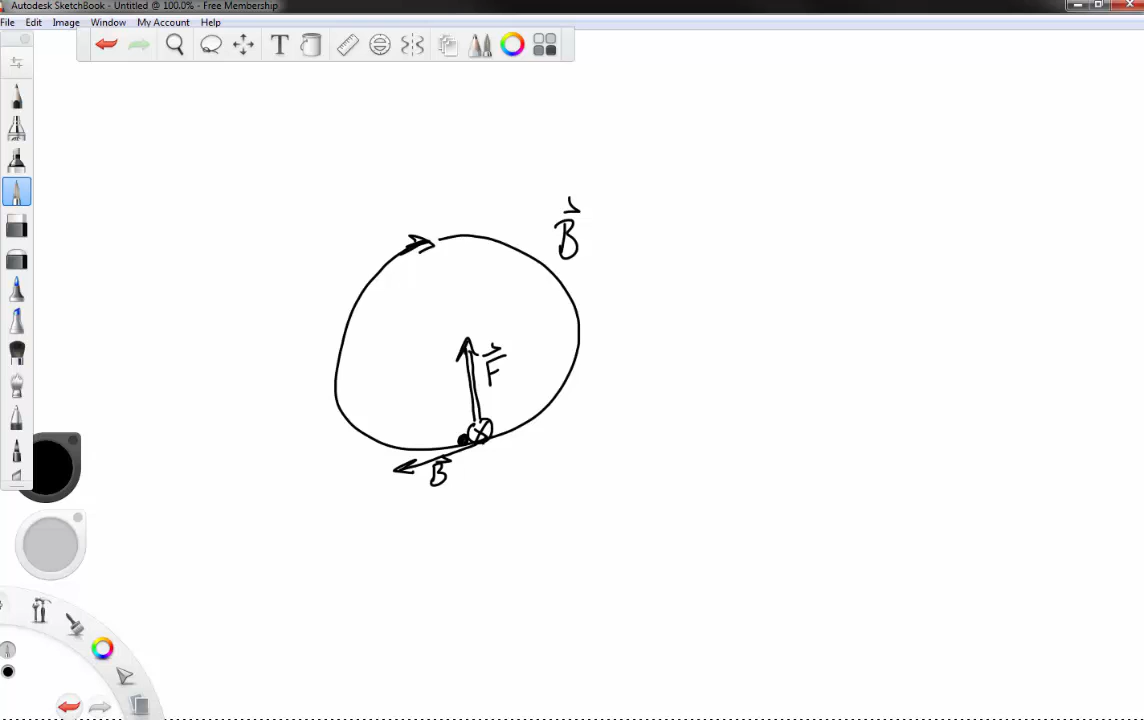 Autodesk SketchBook - Untitled @ 100.0% - Free Membership
File Edit Image Window My Account Help
T
B
F
B